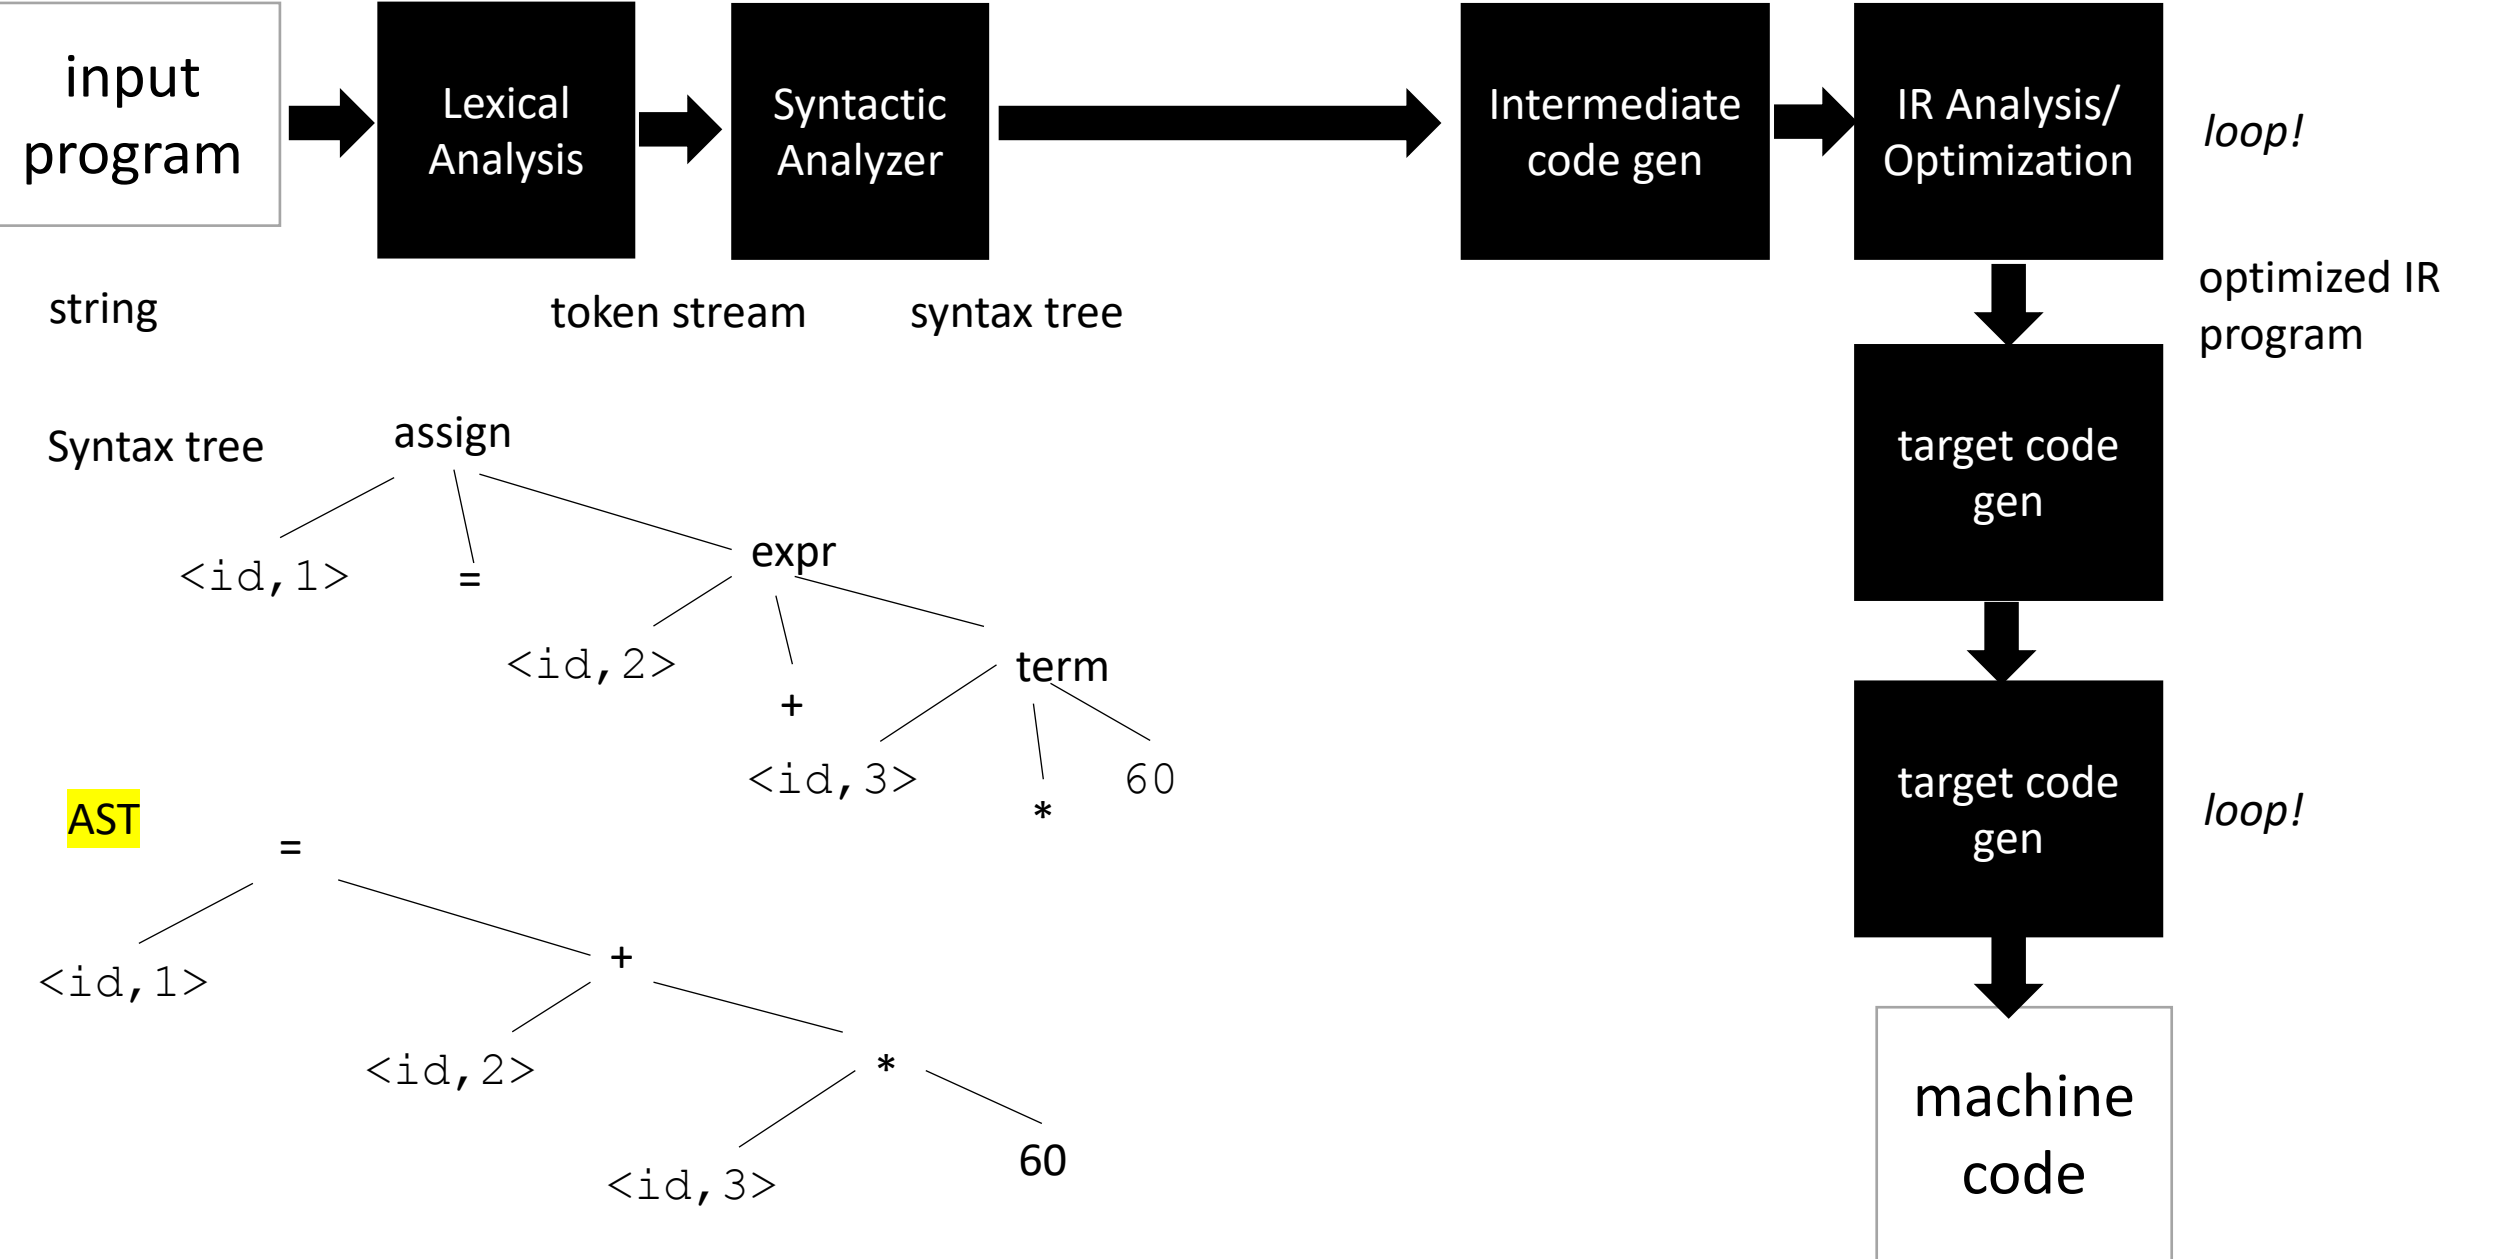 input
program
Lexical
Analysis
Syntactic
Analyzer
Intermediate
code gen
IR Analysis/
Optimization
loop!
string
token stream
syntax tree
optimized IR
program
target code
gen
Syntax tree
assign
<id,1>
=
expr
<id,2>
+
term
<id,3>
*
60
target code
gen
loop!
AST
=
<id,1>
+
<id,2>
*
<id,3>
60
machine
code